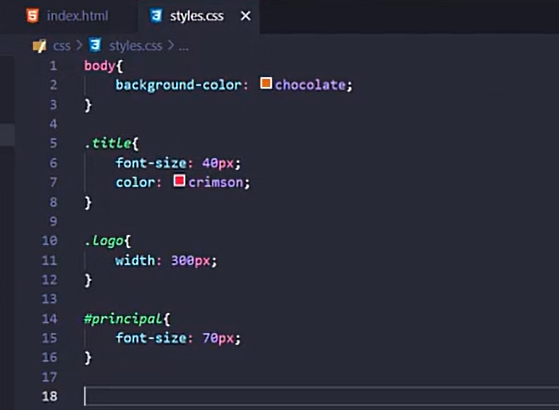 index.html styles.css ×
css > styles.css > ...
1 body{
2 background-color: chocolate;
3 }
4
5 .title{
6 font-size: 40px;
7 color: crimson;
8 }
9
10 .logo{
11 width: 300px;
12 }
13
14 #principal{
15 font-size: 70px;
16 }
17
18